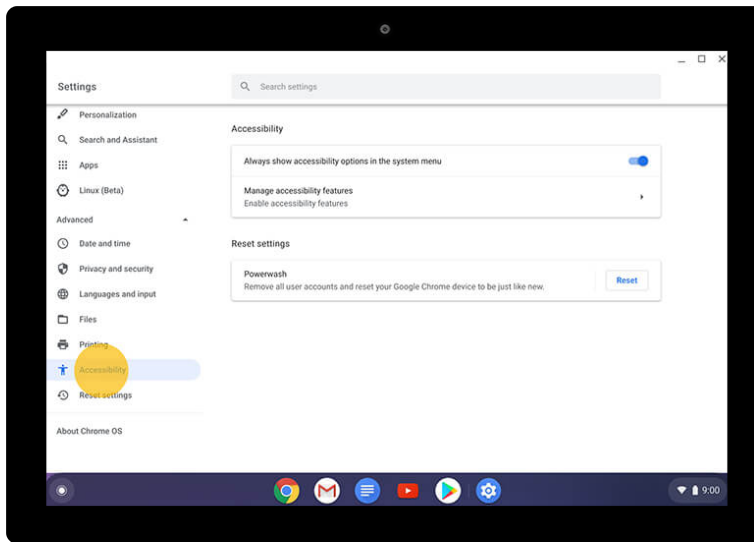 Settings
Search settings
Personalization
Search and Assistant
Apps
Linux (Beta)
Advanced
Date and time
Privacy and security
Languages and input
Files
Printing
Accessibility
Reset settings
About Chrome OS
Accessibility
Always show accessibility options in the system menu
Manage accessibility features
Enable accessibility features
Reset settings
Powerwash
Remove all user accounts and reset your Google Chrome device to be just like new.
Reset
9:00